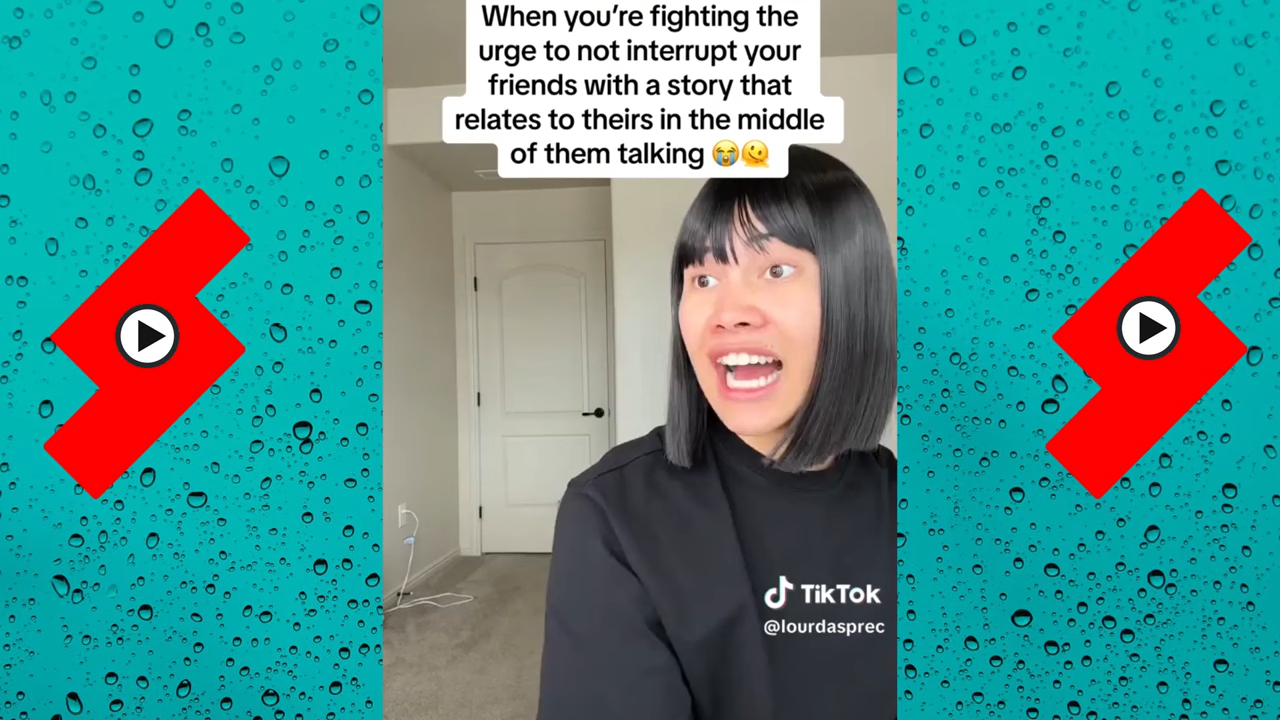 When you’re fighting the
urge to not interrupt your
friends with a story that
relates to theirs in the middle
of them talking 😭🫠
TikTok
@lourdasprec